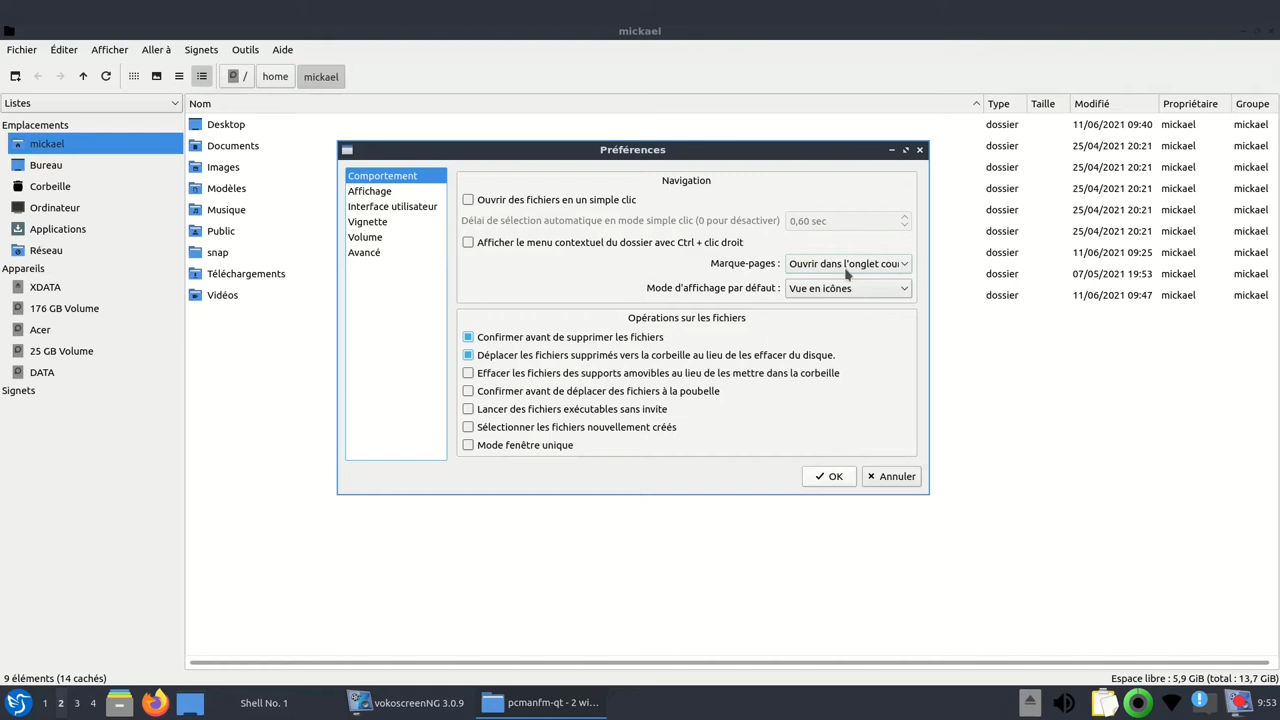 mickael
Fichier Éditer Afficher Aller à Signets Outils Aide
/ home mickael
Listes
Emplacements
mickael
Bureau
Corbeille
Ordinateur
Applications
Réseau
Appareils
XDATA
176 GB Volume
Acer
25 GB Volume
DATA
Signets
Nom Type Taille Modifié Propriétaire Groupe
Desktop dossier 11/06/2021 09:40 mickael mickael
Documents dossier 25/04/2021 20:21 mickael mickael
Images dossier 25/04/2021 20:21 mickael mickael
Modèles dossier 25/04/2021 20:21 mickael mickael
Musique dossier 25/04/2021 20:21 mickael mickael
Public dossier 25/04/2021 20:21 mickael mickael
snap dossier 11/06/2021 09:35 mickael mickael
Téléchargements dossier 07/05/2021 19:53 mickael mickael
Vidéos dossier 11/06/2021 09:47 mickael mickael
Préférences
Comportement
Affichage
Interface utilisateur
Vignette
Volume
Avancé
Navigation
Ouvrir des fichiers en un simple clic
Délai de sélection automatique en mode simple clic (0 pour désactiver) 0,60 sec
Afficher le menu contextuel du dossier avec Ctrl + clic droit
Marque-pages : Ouvrir dans l'onglet cou
Mode d'affichage par défaut : Vue en icônes
Opérations sur les fichiers
Confirmer avant de supprimer les fichiers
Déplacer les fichiers supprimés vers la corbeille au lieu de les effacer du disque.
Effacer les fichiers des supports amovibles au lieu de les mettre dans la corbeille
Confirmer avant de déplacer des fichiers à la poubelle
Lancer des fichiers exécutables sans invite
Sélectionner les fichiers nouvellement créés
Mode fenêtre unique
OK Annuler
9 éléments (14 cachés) Espace libre : 5,9 GiB (total : 13,7 GiB)
1 2 3 4 Shell No. 1 vokoscreenNG 3.0.9 pcmanfm-qt - 2 wi... 9:53